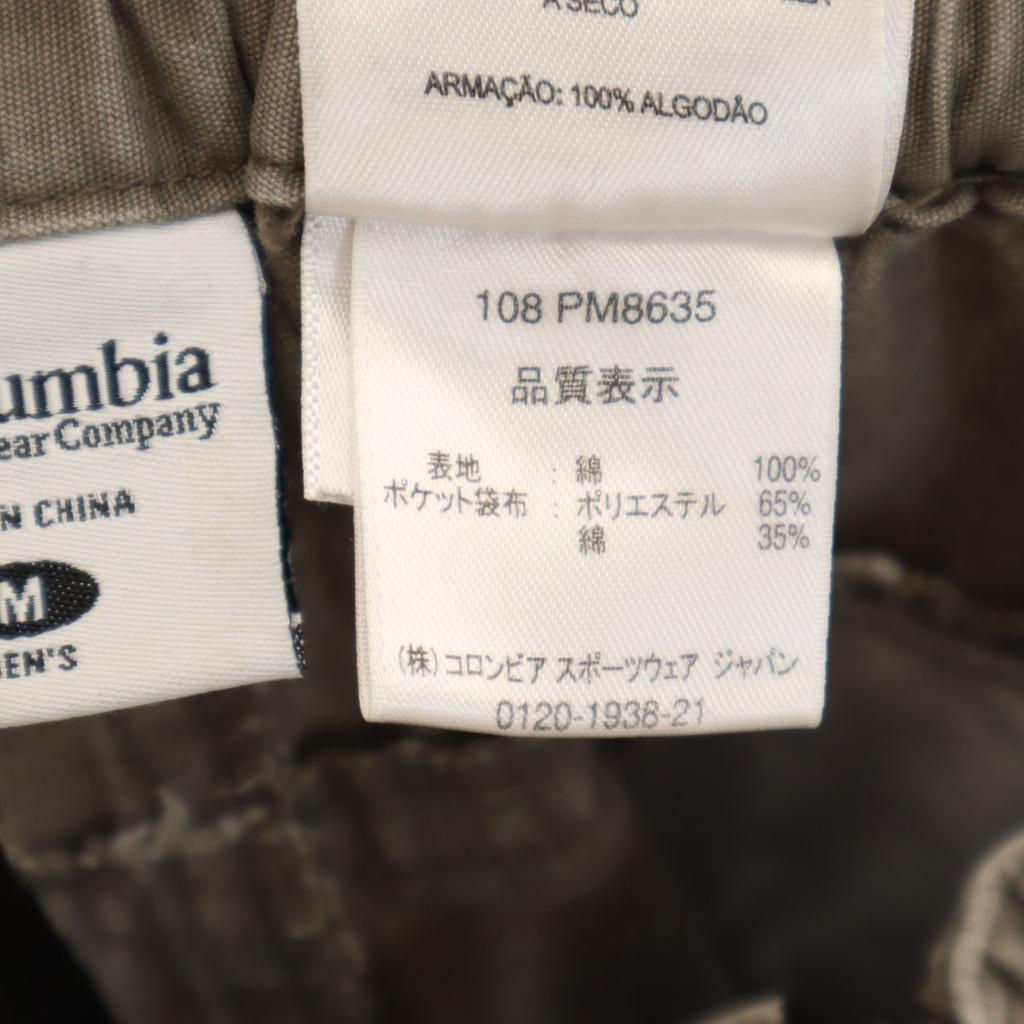 A SECO
ARMAÇÃO: 100% ALGODÃO
108 PM8635
品質表示
表地 : 綿 100%
ポケット袋布 : ポリエステル 65%
綿 35%
(株)コロンビア スポーツウェア ジャパン
0120-1938-21
umbia
ear Company
N CHINA
M
EN'S